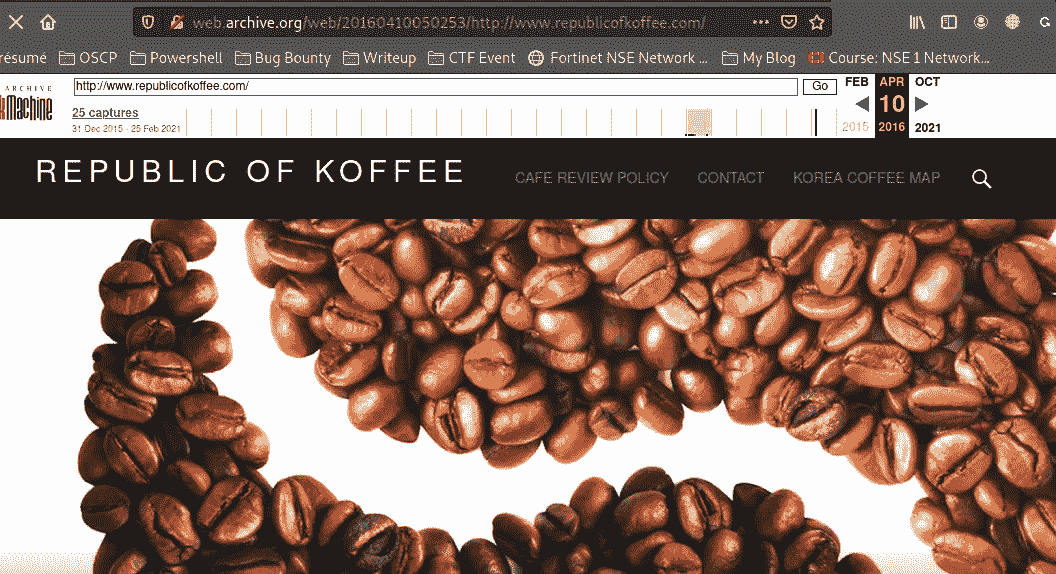 web.archive.org/web/20160410050253/http://www.republicofkoffee.com/
résumé OSCP Powershell Bug Bounty Writeup CTF Event Fortinet NSE Network ... My Blog Course: NSE 1 Network...
ARCHIVE http://www.republicofkoffee.com/ Go FEB APR OCT
Machine 25 captures 10
31 Dec 2015 - 25 Feb 2021 2015 2016 2021
REPUBLIC OF KOFFEE CAFE REVIEW POLICY CONTACT KOREA COFFEE MAP